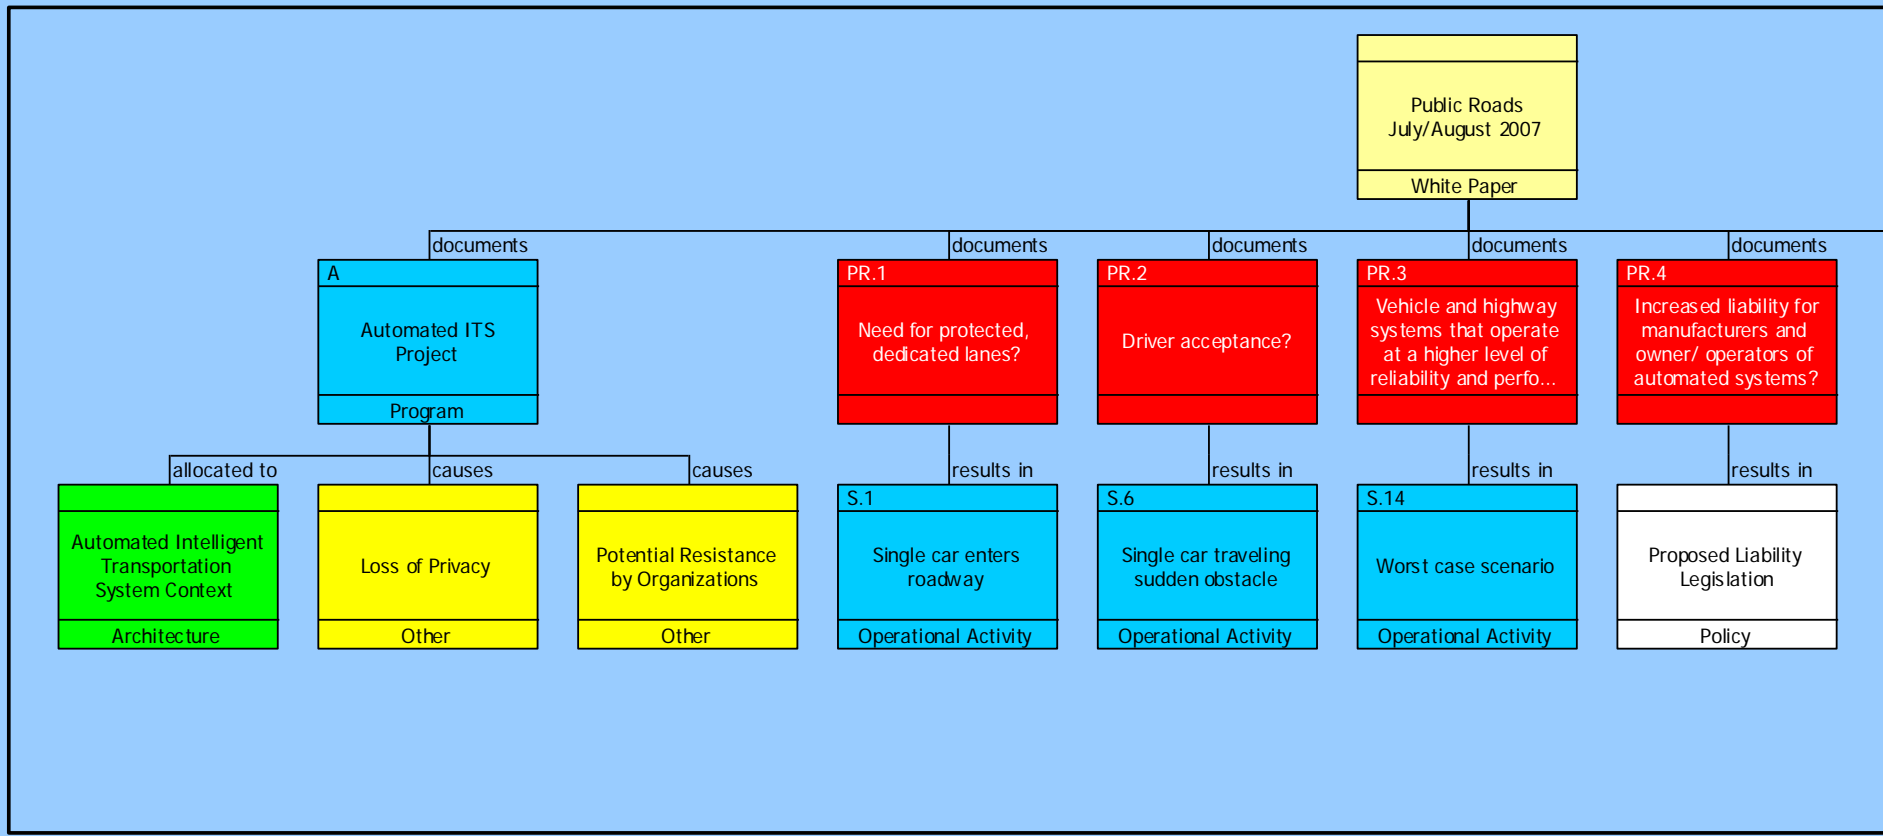 Public Roads
July/August 2007
White Paper
documents
documents
documents
documents
documents
A
Automated ITS
Project
Program
PR.1
Need for protected,
dedicated lanes?
PR.2
Driver acceptance?
PR.3
Vehicle and highway
systems that operate
at a higher level of
reliability and perfo...
PR.4
Increased liability for
manufacturers and
owner/ operators of
automated systems?
allocated to
causes
causes
results in
results in
results in
results in
Automated Intelligent
Transportation
System Context
Architecture
Loss of Privacy
Other
Potential Resistance
by Organizations
Other
S.1
Single car enters
roadway
Operational Activity
S.6
Single car traveling
sudden obstacle
Operational Activity
S.14
Worst case scenario
Operational Activity
Proposed Liability
Legislation
Policy